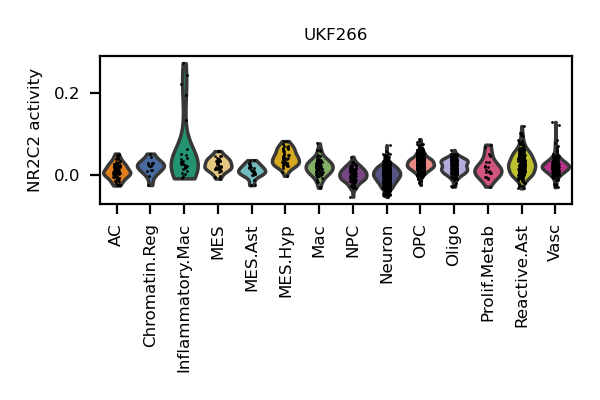 UKF266
NR2C2 activity
0.2
0.0
AC
Chromatin.Reg
Inflammatory.Mac
MES
MES.Ast
MES.Hyp
Mac
NPC
Neuron
OPC
Oligo
Prolif.Metab
Reactive.Ast
Vasc